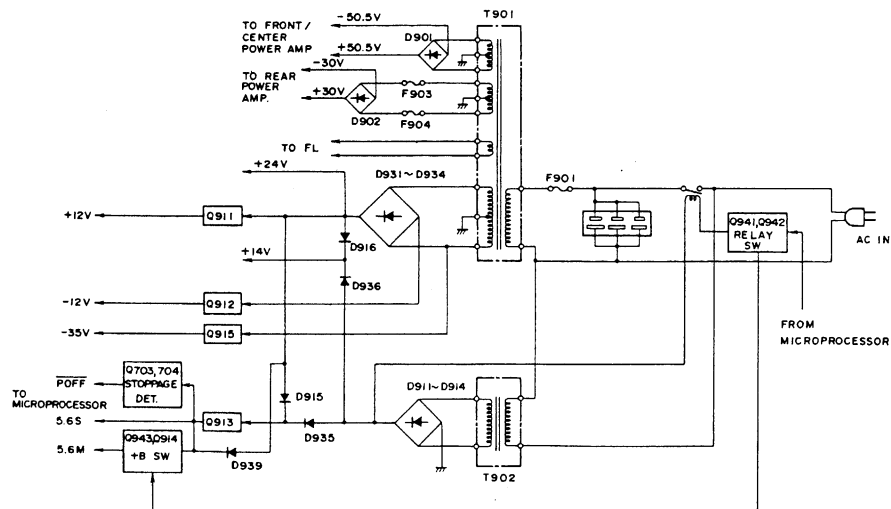 T901
TO FRONT/
CENTER
POWER AMP
-50.5V
D901
+50.5V
-30V
TO REAR
POWER
AMP.
+30V
F903
D902
F904
TO FL
+24V
D931~D934
F901
+12V
Q911
D916
+14V
D936
-12V
Q912
-35V
Q915
Q941,Q942
RELAY
SW
AC IN
FROM
MICROPROCESSOR
POFF
Q703,704
STOPPAGE
DET.
TO
MICROPROCESSOR
D915
D911~D914
5.6S
Q913
D935
5.6M
Q943,Q914
+B SW
D939
T902